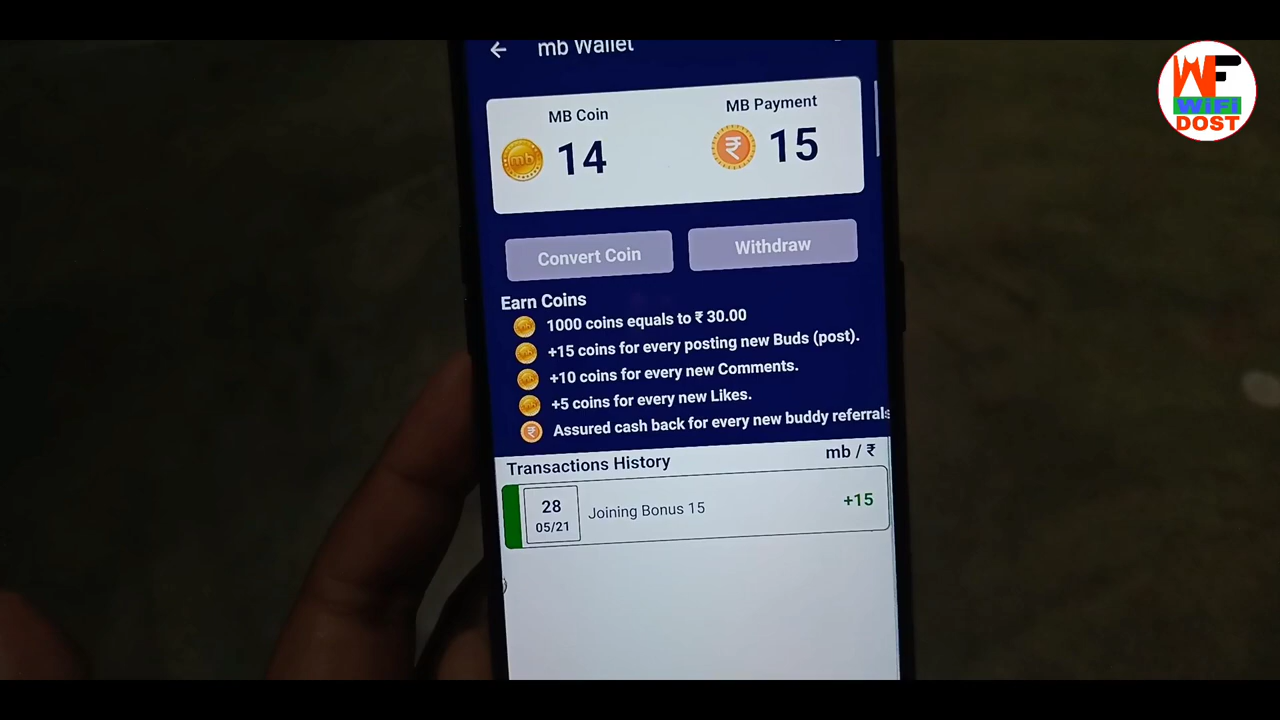 mb Wallet
WF
WiFi
DOST
MB Coin
MB Payment
mb
14
₹
15
Convert Coin
Withdraw
Earn Coins
1000 coins equals to ₹ 30.00
+15 coins for every posting new Buds (post).
+10 coins for every new Comments.
+5 coins for every new Likes.
₹ Assured cash back for every new buddy referrals
Transactions History
mb / ₹
28
05/21
Joining Bonus 15
+15